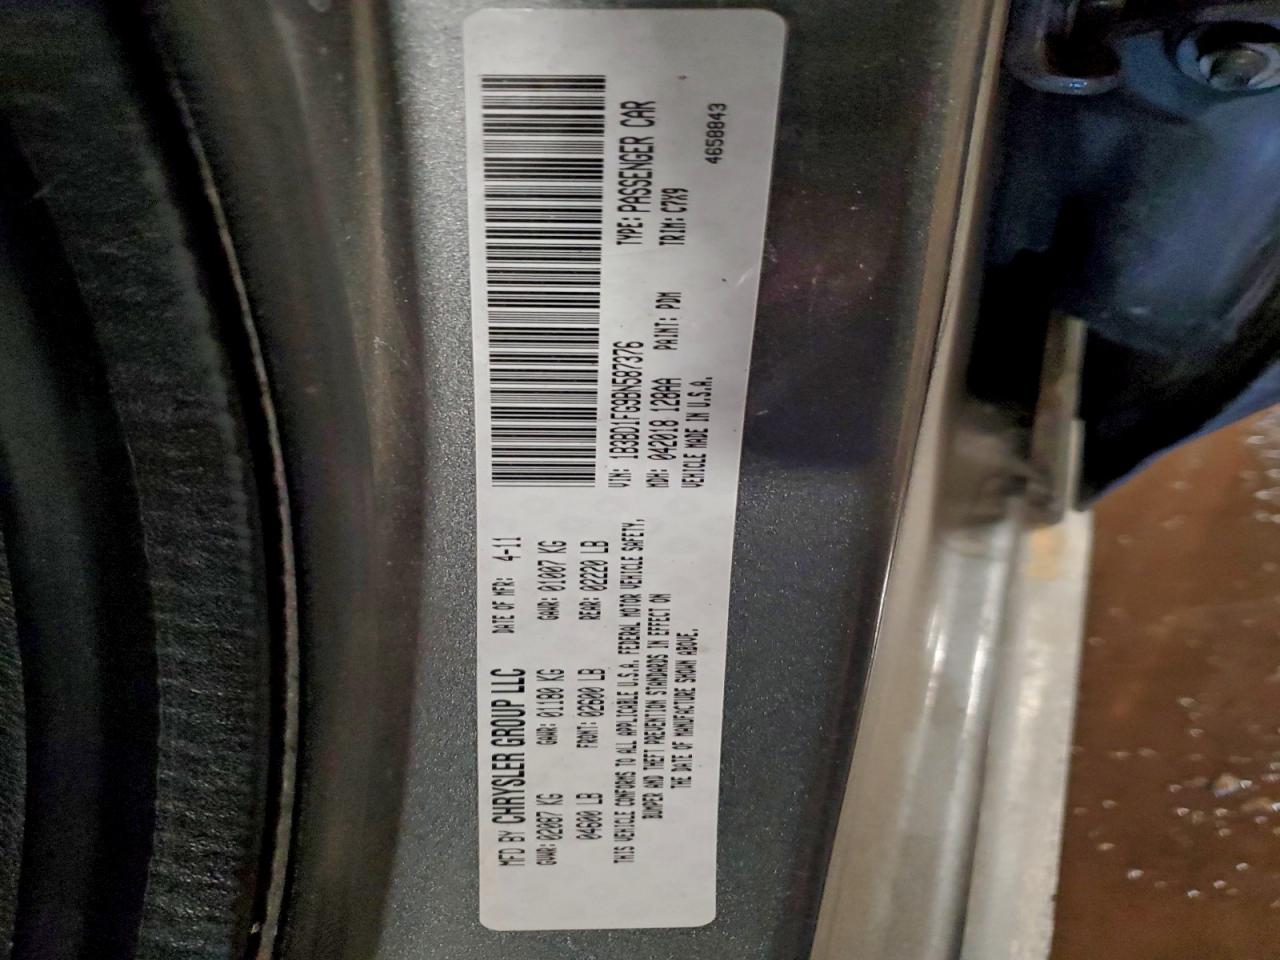 MFD BY CHRYSLER GROUP LLC DATE OF MFR: 4-11
GVWR: 02087 KG GAWR: 01180 KG GAWR: 01007 KG
04600 LB FRONT: 02600 LB REAR: 02220 LB
THIS VEHICLE CONFORMS TO ALL APPLICABLE U.S.A. FEDERAL MOTOR VEHICLE SAFETY,
BUMPER AND THEFT PREVENTION STANDARDS IN EFFECT ON
THE DATE OF MANUFACTURE SHOWN ABOVE.
VIN: 1B3BD1FG9BN587376 TYPE: PASSENGER CAR
MDH: 042018 128AA PAINT: PDM TRIM: C7X9
VEHICLE MADE IN U.S.A.
4658843